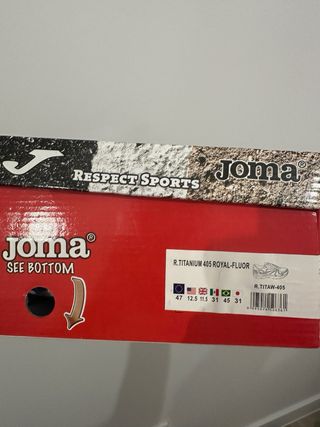 RESPECT SPORTS
Joma®
Joma®
SEE BOTTOM
R.TITANIUM 405 ROYAL-FLUOR
47 12.5 11.5 31 45 31
R.TITAW-405